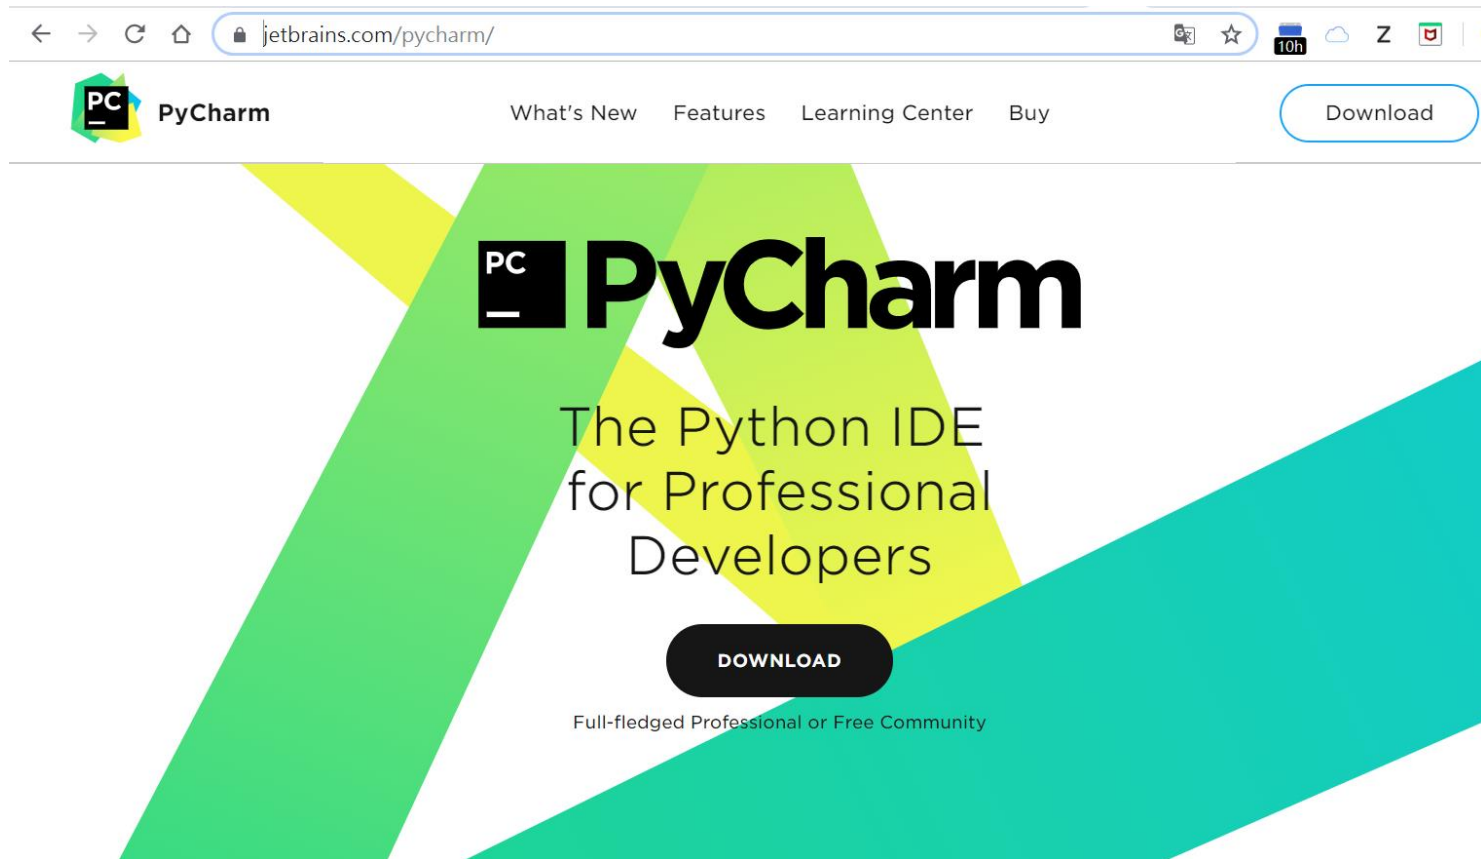 jetbrains.com/pycharm/
10h
Z
PC
PyCharm
What's New
Features
Learning Center
Buy
Download
PC
PyCharm
The Python IDE
for Professional
Developers
DOWNLOAD
Full-fledged Professional or Free Community